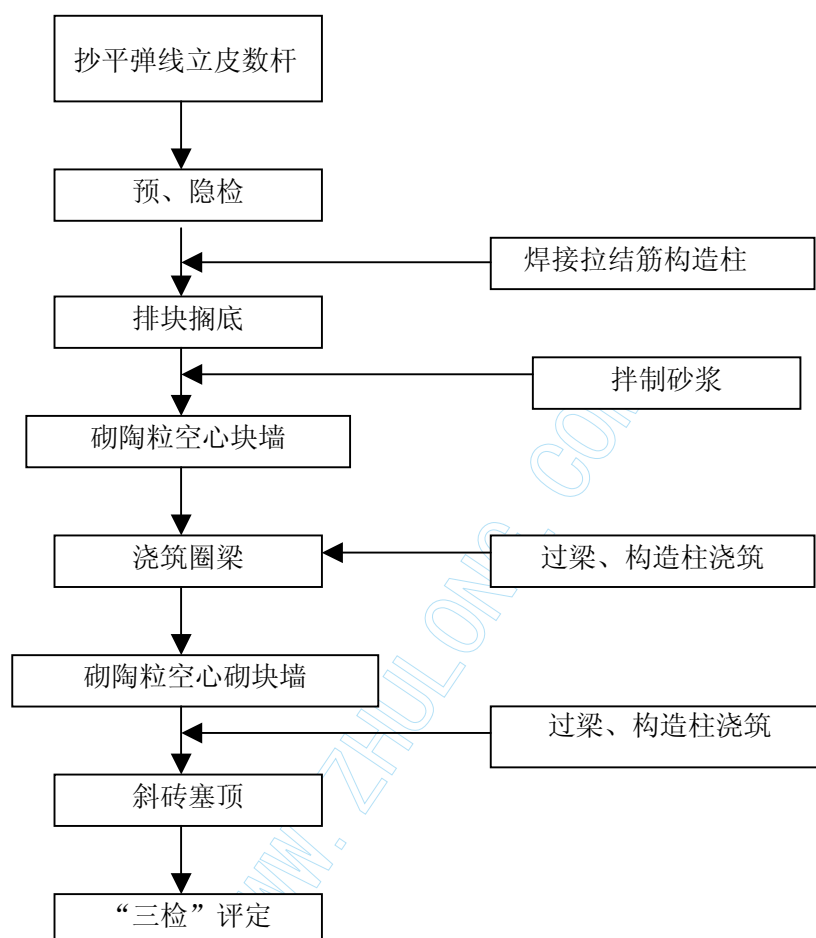 抄平弹线立皮数杆
预、隐检
焊接拉结筋构造柱
排块搁底
拌制砂浆
砌陶粒空心块墙
浇筑圈梁
过梁、构造柱浇筑
砌陶粒空心砌块墙
过梁、构造柱浇筑
斜砖塞顶
“三检”评定
WWW.ZHULONG.COM